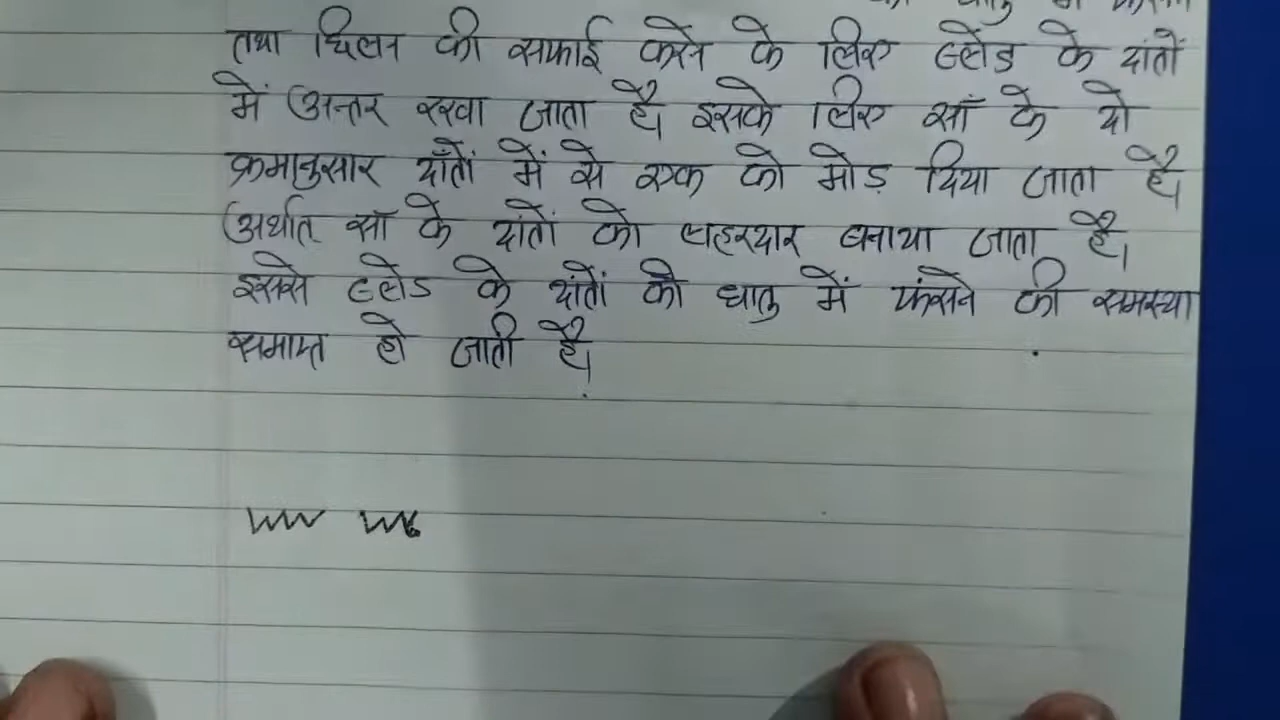 तथा छिलन की सफाई करने के लिए ब्लेड के दांतों
में अन्तर रखा जाता है। इसके लिए सॉ के दो
क्रमानुसार दाँतों में से एक को मोड़ दिया जाता है।
अर्थात् सॉ के दांतों को लहरदार बनाया जाता है।
इससे ब्लेड के दांतों की धातु में फंसने की समस्या
समाप्त हो जाती है।